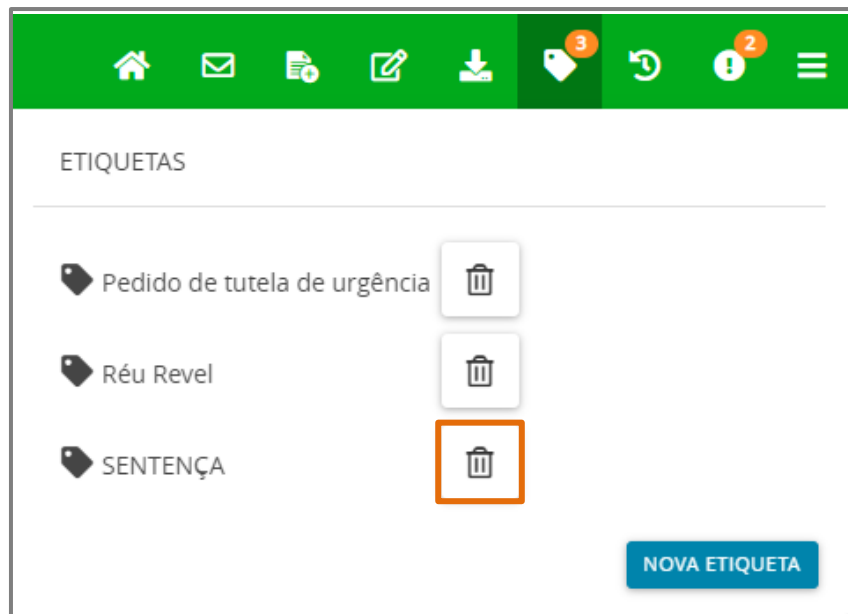 3
2
ETIQUETAS
Pedido de tutela de urgência
Réu Revel
SENTENÇA
NOVA ETIQUETA